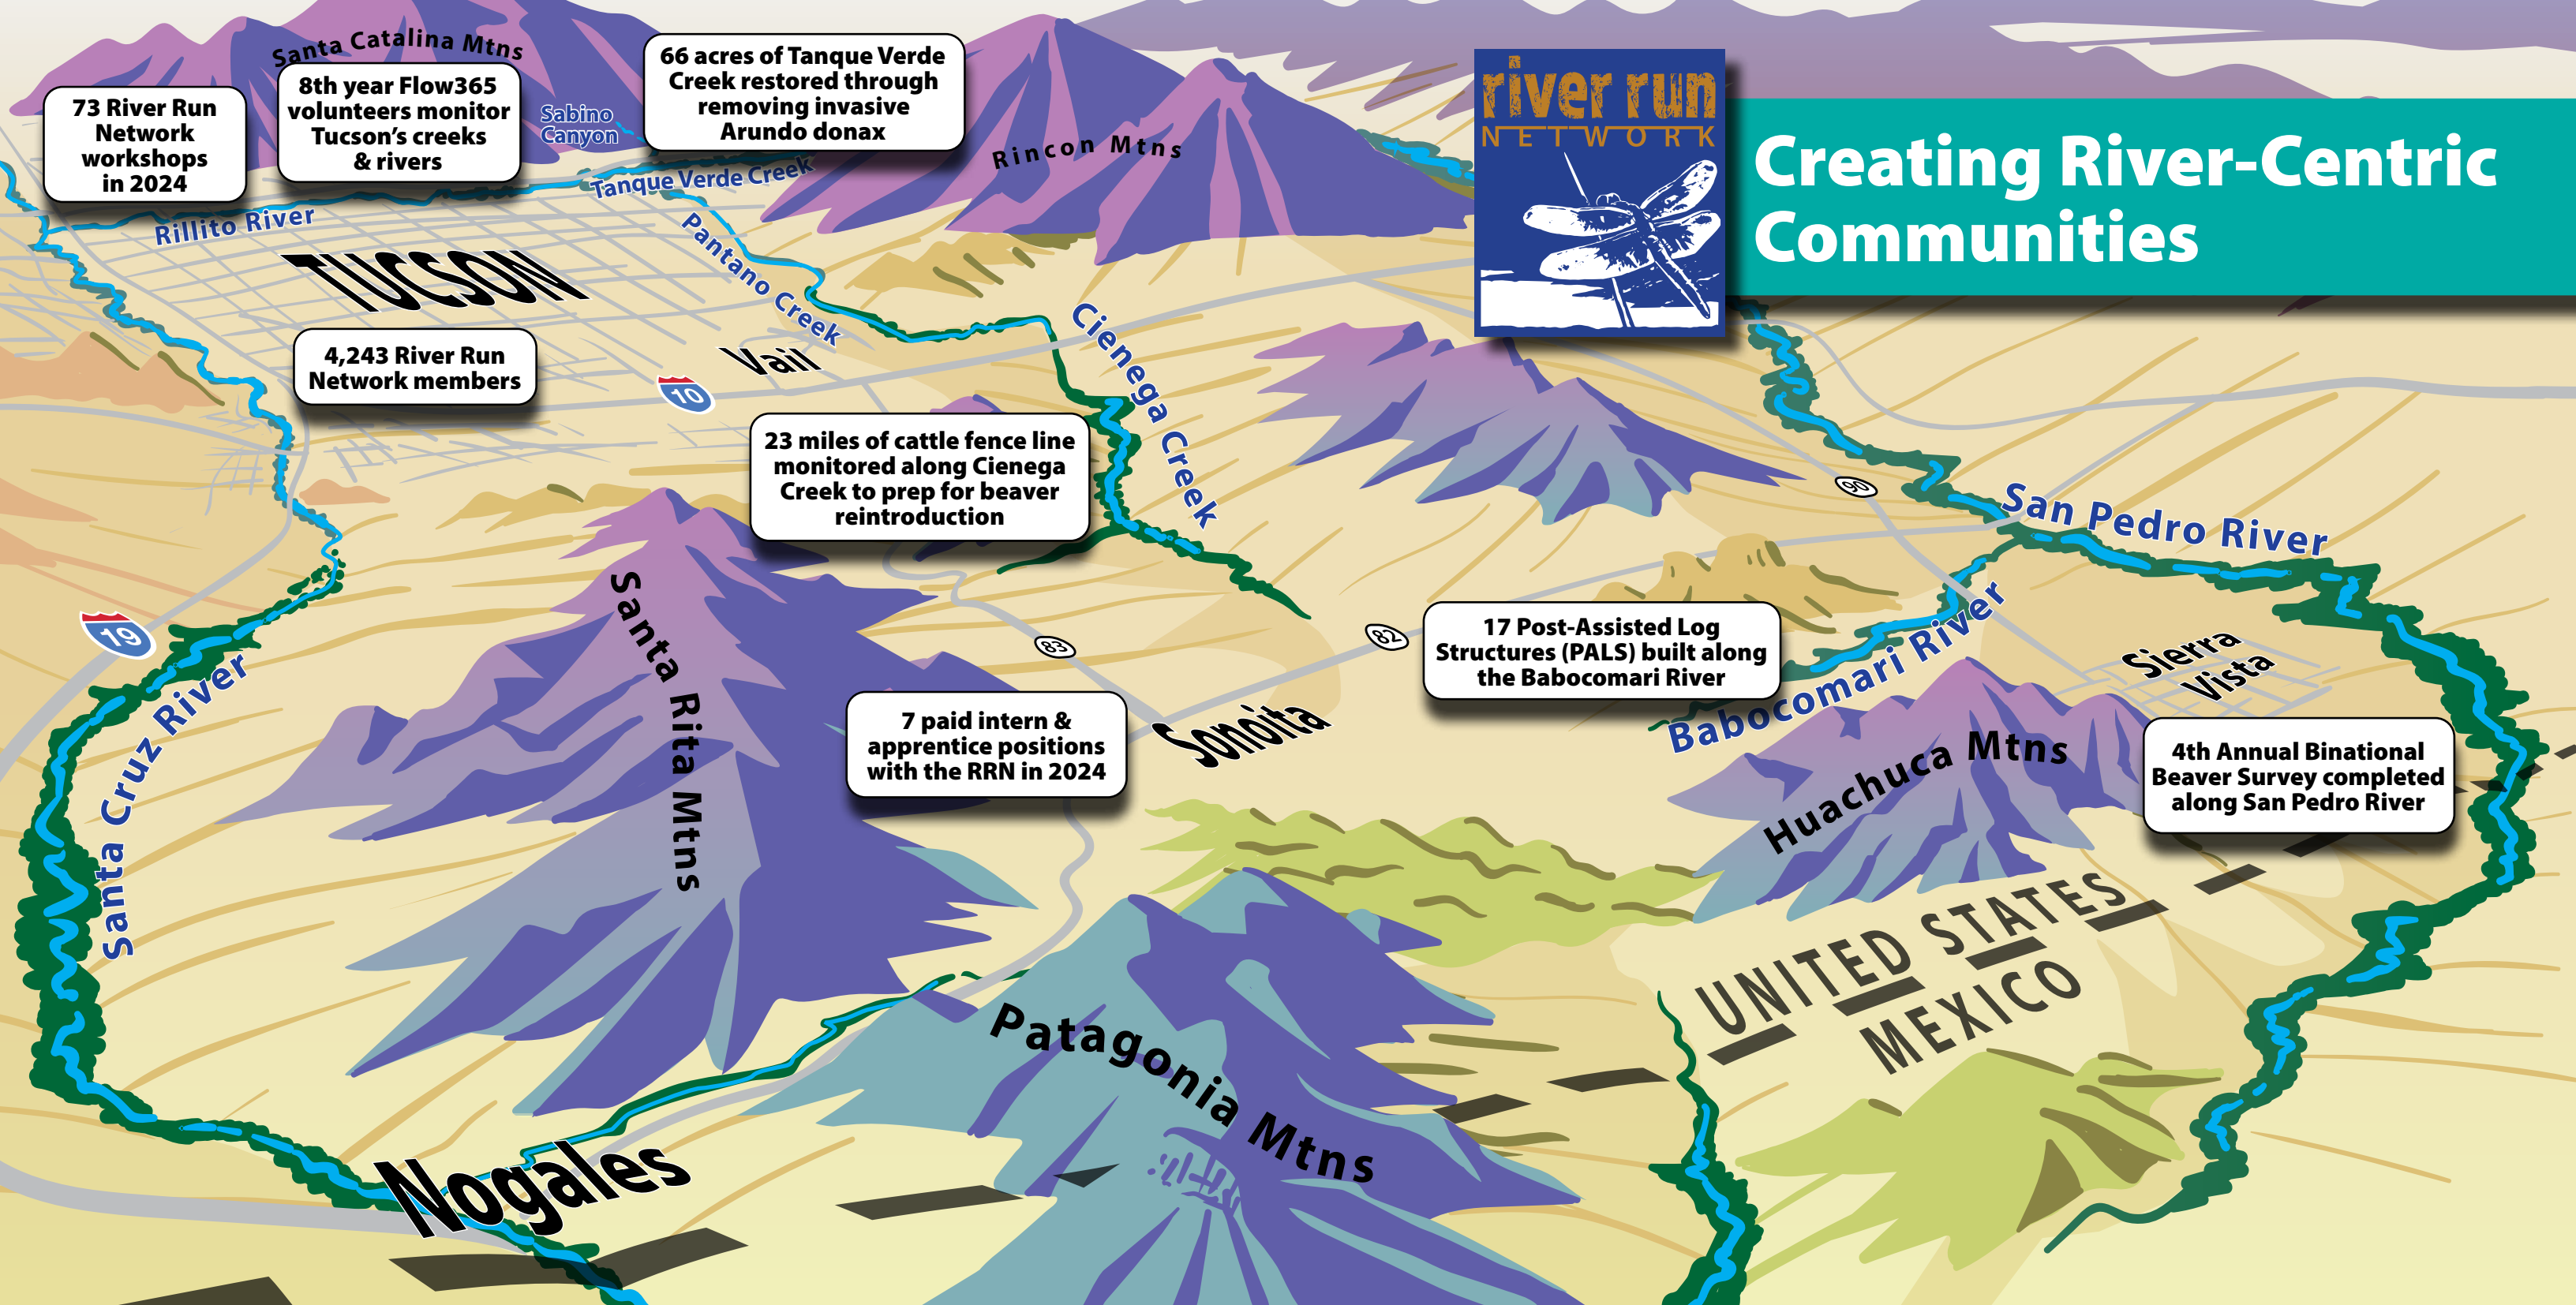 river run
NETWORK
Creating River-Centric
Communities
Santa Catalina Mtns
73 River Run
Network
workshops
in 2024
8th year Flow365
volunteers monitor
Tucson's creeks
& rivers
Sabino
Canyon
66 acres of Tanque Verde
Creek restored through
removing invasive
Arundo donax
Rincon Mtns
Tanque Verde Creek
Rillito River
Pantano Creek
TUCSON
4,243 River Run
Network members
Vail
10
Cienega Creek
23 miles of cattle fence line
monitored along Cienega
Creek to prep for beaver
reintroduction
90
San Pedro River
19
Santa Cruz River
Santa Rita Mtns
83
82
17 Post-Assisted Log
Structures (PALS) built along
the Babocomari River
Babocomari River
Sierra
Vista
7 paid intern &
apprentice positions
with the RRN in 2024
Sonoita
Huachuca Mtns
4th Annual Binational
Beaver Survey completed
along San Pedro River
UNITED STATES
MEXICO
Patagonia Mtns
Nogales